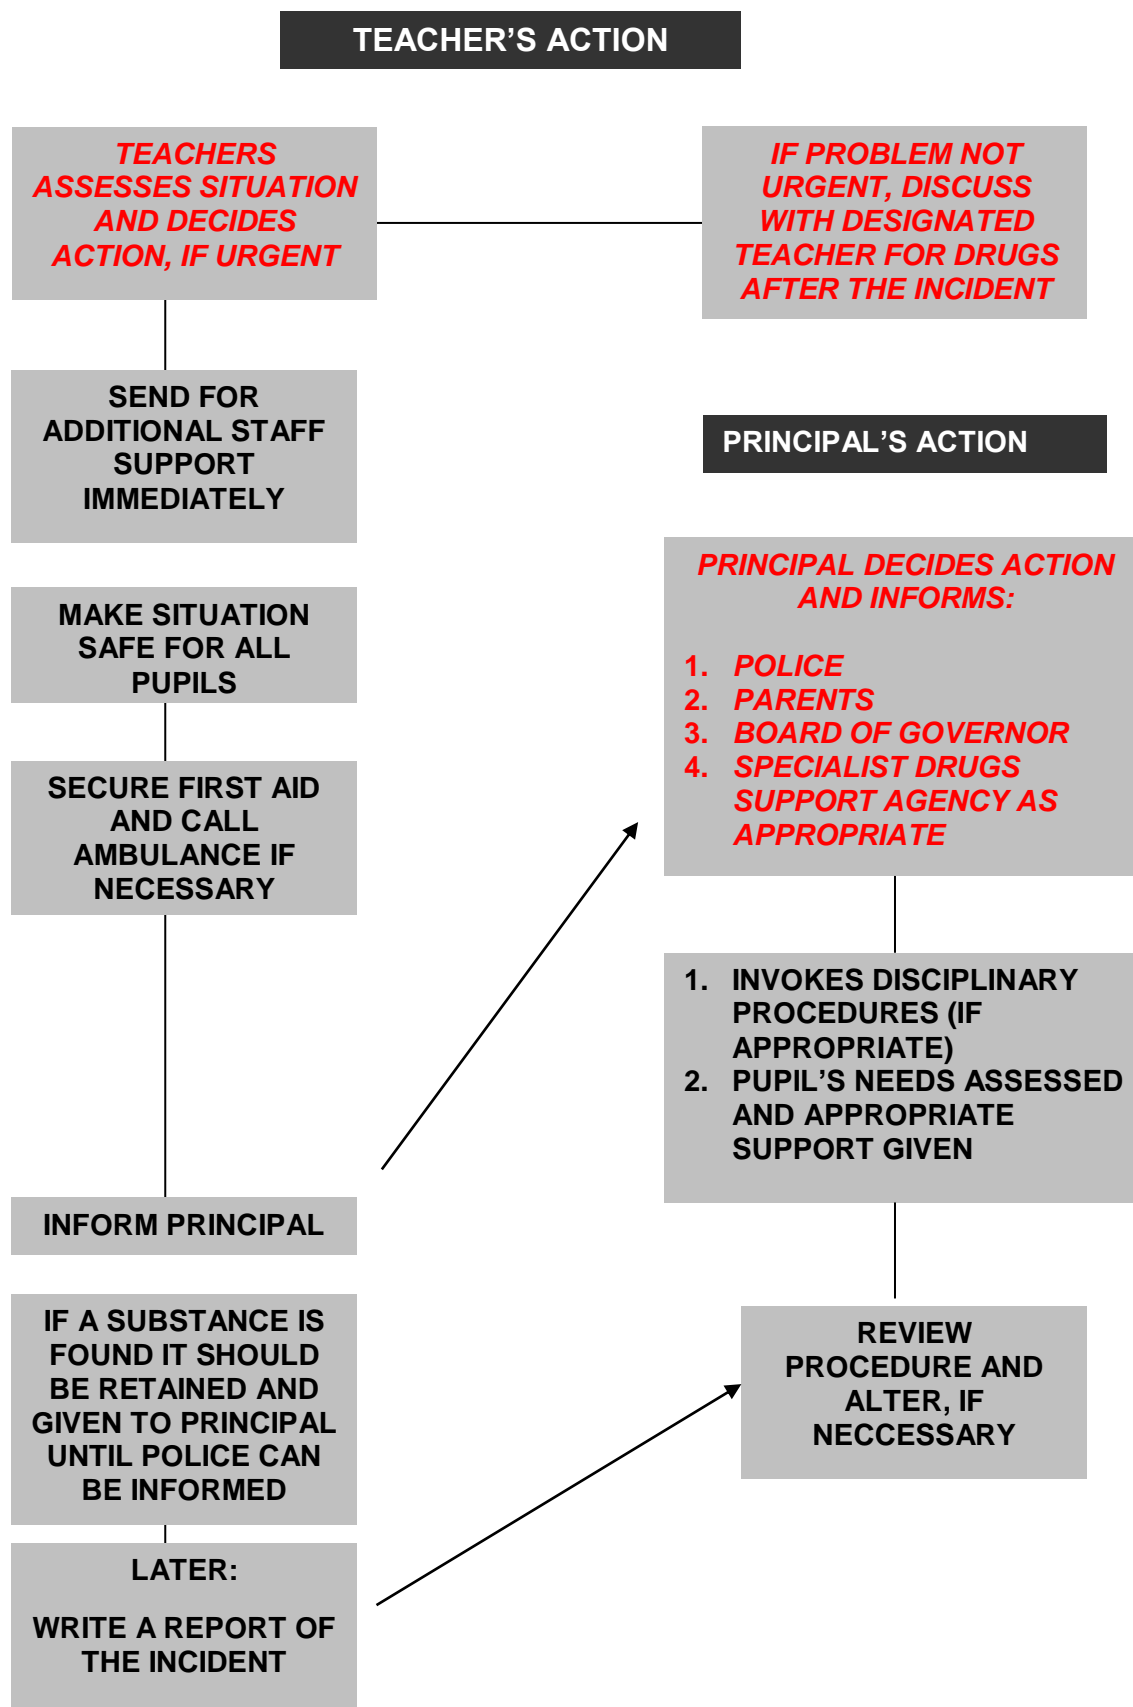 TEACHER’S ACTION
TEACHERS
ASSESSES SITUATION
AND DECIDES
ACTION, IF URGENT
IF PROBLEM NOT
URGENT, DISCUSS
WITH DESIGNATED
TEACHER FOR DRUGS
AFTER THE INCIDENT
SEND FOR
ADDITIONAL STAFF
SUPPORT
IMMEDIATELY
MAKE SITUATION
SAFE FOR ALL
PUPILS
SECURE FIRST AID
AND CALL
AMBULANCE IF
NECESSARY
INFORM PRINCIPAL
IF A SUBSTANCE IS
FOUND IT SHOULD
BE RETAINED AND
GIVEN TO PRINCIPAL
UNTIL POLICE CAN
BE INFORMED
LATER:
WRITE A REPORT OF
THE INCIDENT
PRINCIPAL’S ACTION
PRINCIPAL DECIDES ACTION
AND INFORMS:
1. POLICE
2. PARENTS
3. BOARD OF GOVERNOR
4. SPECIALIST DRUGS
SUPPORT AGENCY AS
APPROPRIATE
1. INVOKES DISCIPLINARY
PROCEDURES (IF
APPROPRIATE)
2. PUPIL’S NEEDS ASSESSED
AND APPROPRIATE
SUPPORT GIVEN
REVIEW
PROCEDURE AND
ALTER, IF
NECCESSARY